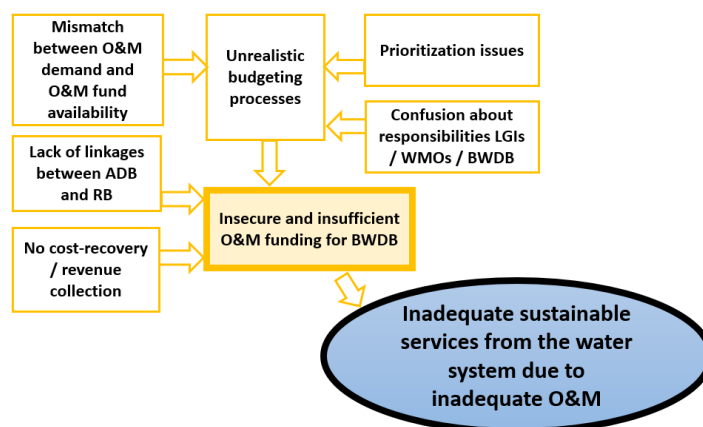 Mismatch
between O&M
demand and
O&M fund
availability
Unrealistic
budgeting
processes
Prioritization issues
Confusion about
responsibilities LGIs
/ WMOs / BWDB
Lack of linkages
between ADB
and RB
Insecure and insufficient
O&M funding for BWDB
No cost-recovery
/ revenue
collection
Inadequate sustainable
services from the water
system due to
inadequate O&M